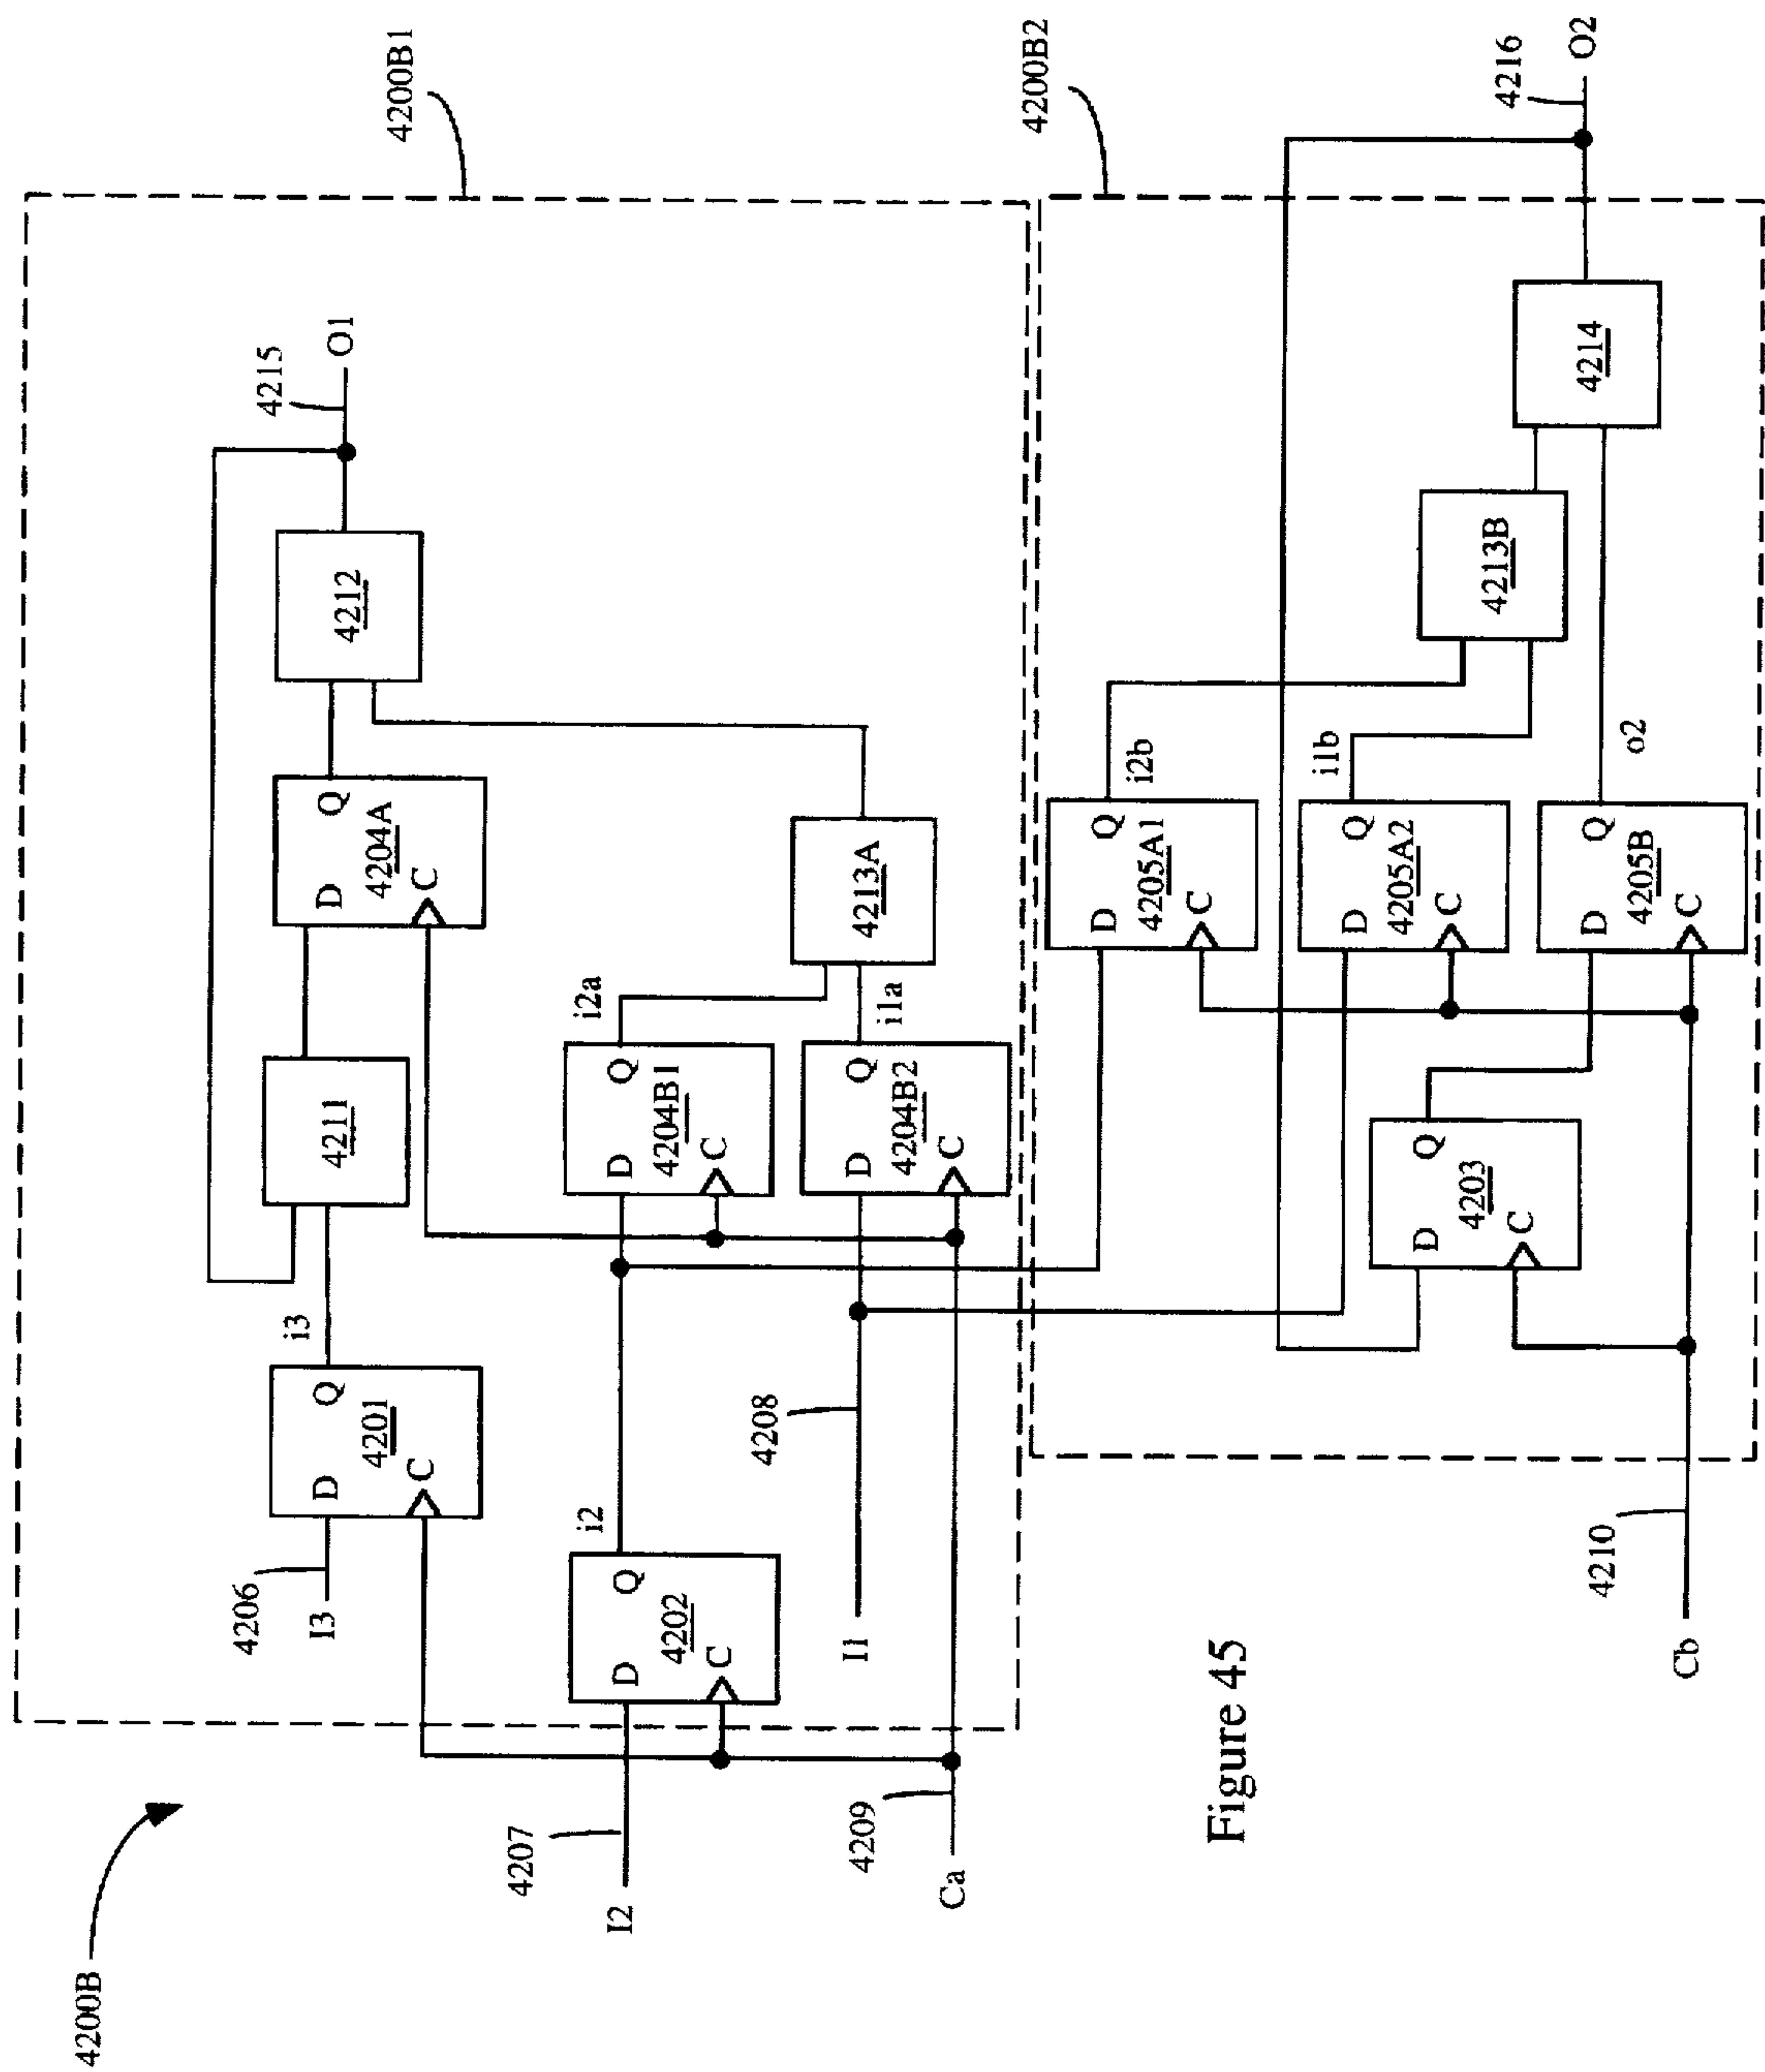 4200B
4200B1
4200B2
I3
4206
D
Q
4201
C
i3
4211
D
Q
4204A
C
4212
4215
O1
I2
4207
D
Q
4202
C
i2
D
Q
4204B1
C
i2a
I1
4208
D
Q
4204B2
C
i1a
4213A
Ca
4209
D
Q
4205A1
C
i2b
D
Q
4205A2
C
i1b
4213B
D
Q
4203
C
D
Q
4205B
C
o2
4214
4216
O2
Cb
4210
Figure 45